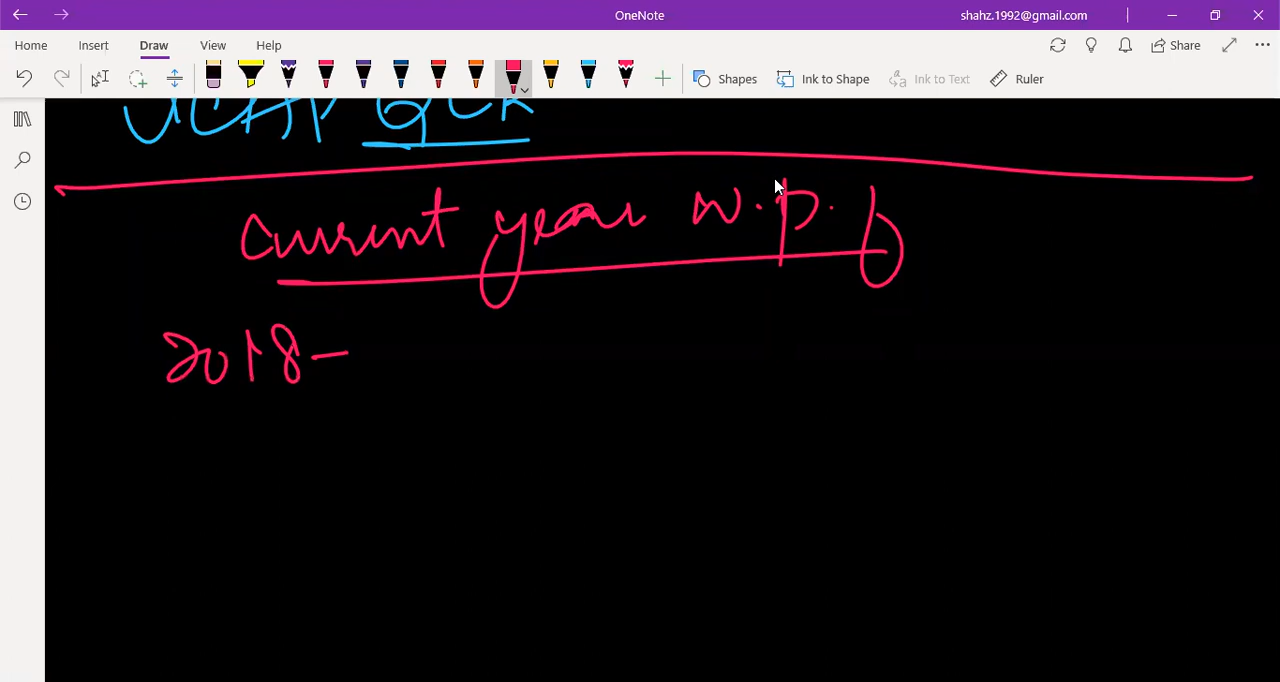 OneNote
shahz.1992@gmail.com
Home Insert Draw View Help
Share
Shapes Ink to Shape Ink to Text Ruler
Current year W.P.
2018-